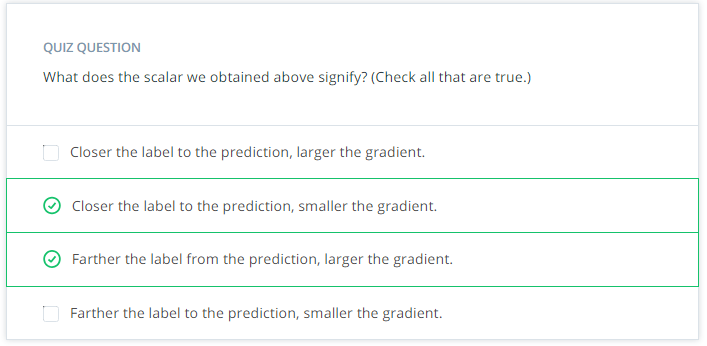 QUIZ QUESTION
What does the scalar we obtained above signify? (Check all that are true.)
Closer the label to the prediction, larger the gradient.
Closer the label to the prediction, smaller the gradient.
Farther the label from the prediction, larger the gradient.
Farther the label to the prediction, smaller the gradient.